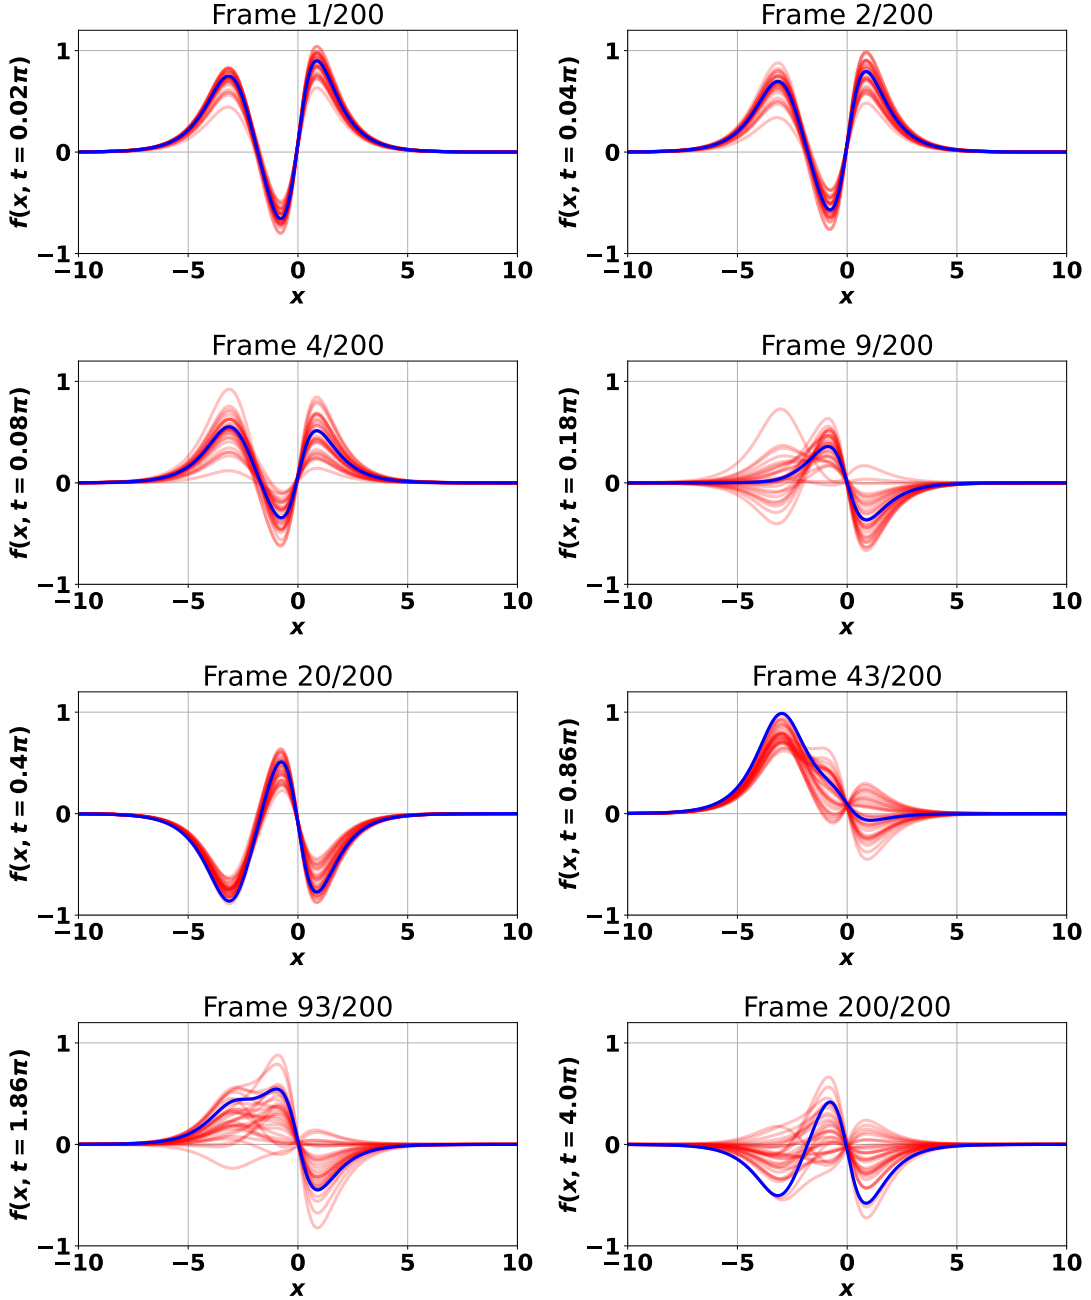 Frame 1/200
f(x, t = 0.02π)
1
0
−1
−10 −5 0 5 10
x
Frame 2/200
f(x, t = 0.04π)
1
0
−1
−10 −5 0 5 10
x
Frame 4/200
f(x, t = 0.08π)
1
0
−1
−10 −5 0 5 10
x
Frame 9/200
f(x, t = 0.18π)
1
0
−1
−10 −5 0 5 10
x
Frame 20/200
f(x, t = 0.4π)
1
0
−1
−10 −5 0 5 10
x
Frame 43/200
f(x, t = 0.86π)
1
0
−1
−10 −5 0 5 10
x
Frame 93/200
f(x, t = 1.86π)
1
0
−1
−10 −5 0 5 10
x
Frame 200/200
f(x, t = 4.0π)
1
0
−1
−10 −5 0 5 10
x